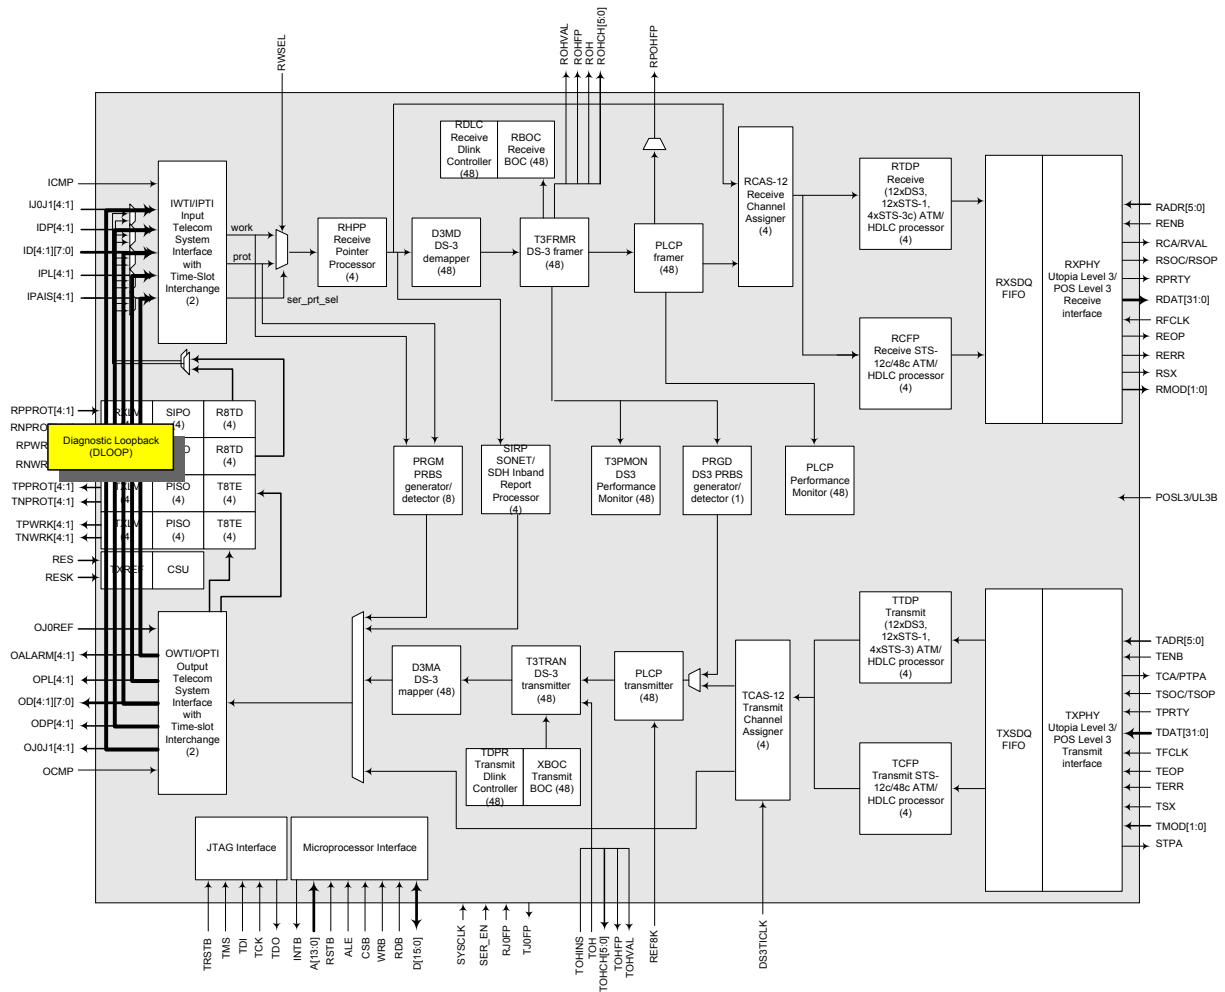 RWSEL
ROHVAL
ROHFP
ROH
ROHCH[5:0]
RPOHFP
ICMP
IJ0J1[4:1]
IDP[4:1]
ID[4:1][7:0]
IPL[4:1]
IPAIS[4:1]
IWTI/IPTI
Input
Telecom
System
Interface
with
Time-Slot
Interchange
(2)
work
prot
ser_prt_sel
RHPP
Receive
Pointer
Processor
(4)
D3MD
DS-3
demapper
(48)
RDLC
Receive
Dlink
Controller
(48)
RBOC
Receive
BOC (48)
T3FRMR
DS-3 framer
(48)
PLCP
framer
(48)
RCAS-12
Receive
Channel
Assigner
(4)
RTDP
Receive
(12xDS3,
12xSTS-1,
4xSTS-3c) ATM/
HDLC processor
(4)
RCFP
Receive STS-
12c/48c ATM/
HDLC processor
(4)
RXSDQ
FIFO
RXPHY
Utopia Level 3/
POS Level 3
Receive
interface
RADR[5:0]
RENB
RCA/RVAL
RSOC/RSOP
RPRTY
RDAT[31:0]
RFCLK
REOP
RERR
RSX
RMOD[1:0]
RPPROT[4:1]
Diagnostic Loopback
(DLOOP)
SIPO
(4)
R8TD
(4)
R8TD
(4)
TPPROT[4:1]
TNPROT[4:1]
PISO
(4)
T8TE
(4)
TPWRK[4:1]
TNWRK[4:1]
PISO
(4)
T8TE
(4)
RES
RESK
TXREF
CSU
PRGM
PRBS
generator/
detector (8)
SIRP
SONET/
SDH Inband
Report
Processor
(4)
T3PMON
DS3
Performance
Monitor (48)
PRGD
DS3 PRBS
generator/
detector (1)
PLCP
Performance
Monitor (48)
POSL3/UL3B
OJ0REF
OALARM[4:1]
OPL[4:1]
OD[4:1][7:0]
ODP[4:1]
OJ0J1[4:1]
OCMP
OWTI/OPTI
Output
Telecom
System
Interface
with
Time-slot
Interchange
(2)
D3MA
DS-3
mapper (48)
T3TRAN
DS-3
transmitter
(48)
PLCP
transmitter
(48)
TDPR
Transmit
Dlink
Controller
(48)
XBOC
Transmit
BOC (48)
TCAS-12
Transmit
Channel
Assigner
(4)
TTDP
Transmit
(12xDS3,
12xSTS-1,
4xSTS-3) ATM/
HDLC processor
(4)
TCFP
Transmit STS-
12c/48c ATM/
HDLC processor
(4)
TXSDQ
FIFO
TXPHY
Utopia Level 3/
POS Level 3
Transmit
interface
TADR[5:0]
TENB
TCA/PTPA
TSOC/TSOP
TPRTY
TDAT[31:0]
TFCLK
TEOP
TERR
TSX
TMOD[1:0]
STPA
JTAG Interface
Microprocessor Interface
TRSTB
TMS
TDI
TCK
TDO
INTB
A[13:0]
RSTB
ALE
CSB
WRB
RDB
D[15:0]
SYSCLK
SER_EN
RJ0FP
TJ0FP
TOHINS
TOH
TOHCH[5:0]
TOHFP
TOHVAL
REF8K
DS3TICLK